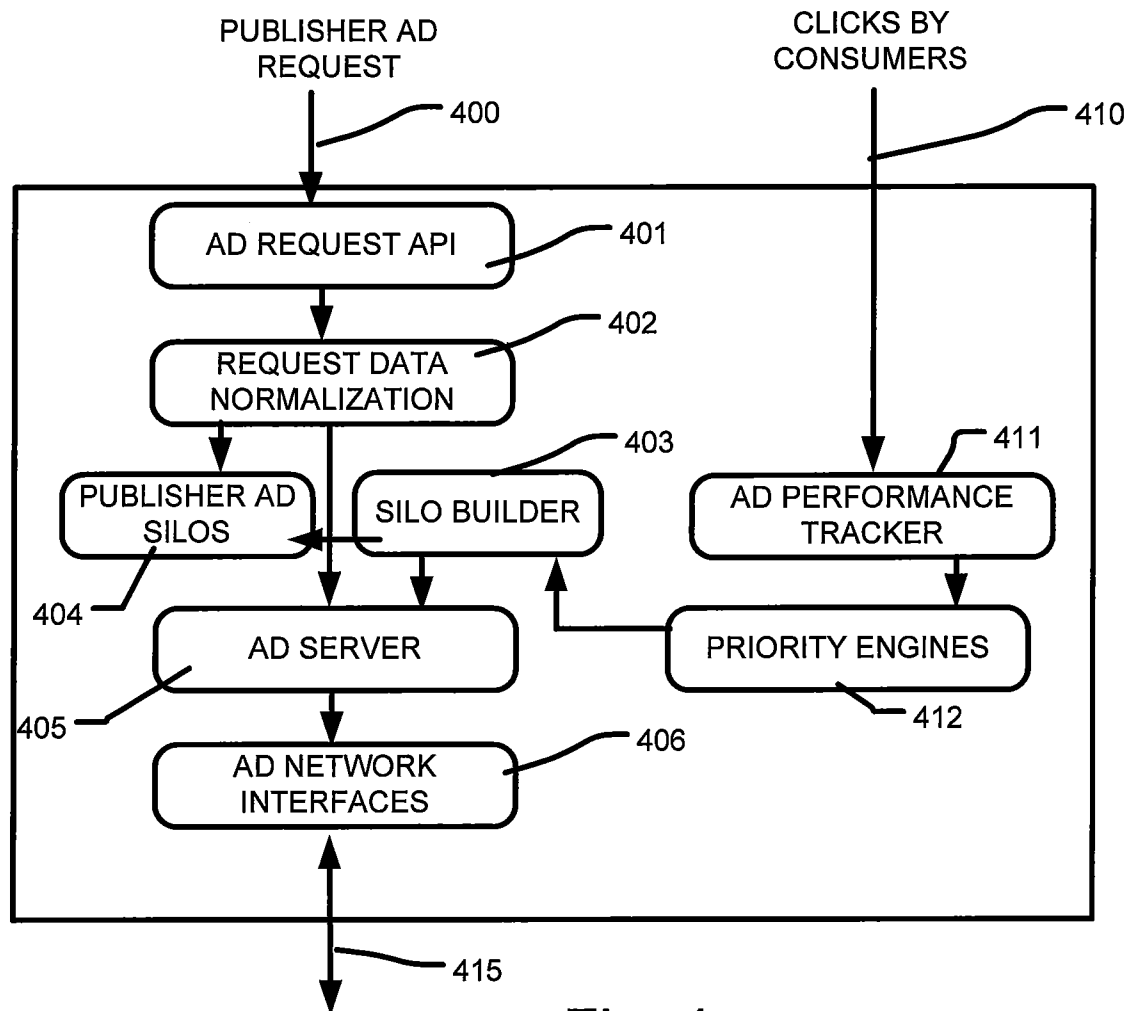 PUBLISHER AD
REQUEST
CLICKS BY
CONSUMERS
400
410
AD REQUEST API
401
402
REQUEST DATA
NORMALIZATION
403
411
PUBLISHER AD
SILOS
SILO BUILDER
AD PERFORMANCE
TRACKER
404
AD SERVER
PRIORITY ENGINES
405
412
406
AD NETWORK
INTERFACES
415